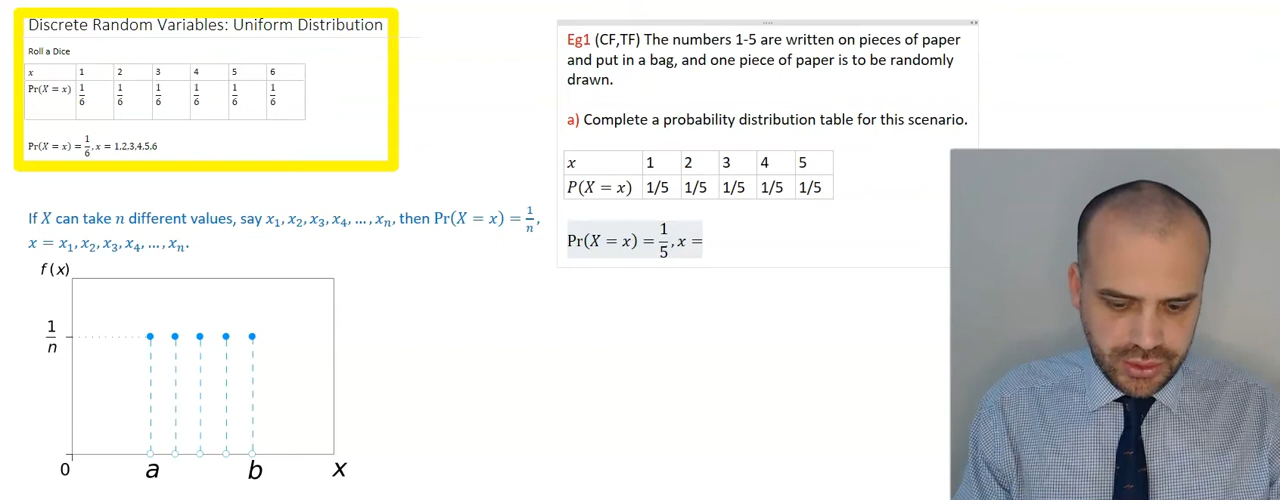 Discrete Random Variables: Uniform Distribution
Roll a Dice
x 1 2 3 4 5 6
Pr(X = x) 1/6 1/6 1/6 1/6 1/6 1/6
Pr(X = x) = 1/6, x = 1,2,3,4,5,6
If X can take n different values, say x₁, x₂, x₃, x₄, …, xₙ, then Pr(X = x) = 1/n,
x = x₁, x₂, x₃, x₄, …, xₙ.
f(x)
1/n
0 a b x
Eg1 (CF,TF) The numbers 1-5 are written on pieces of paper
and put in a bag, and one piece of paper is to be randomly
drawn.
a) Complete a probability distribution table for this scenario.
x 1 2 3 4 5
P(X = x) 1/5 1/5 1/5 1/5 1/5
Pr(X = x) = 1/5, x =